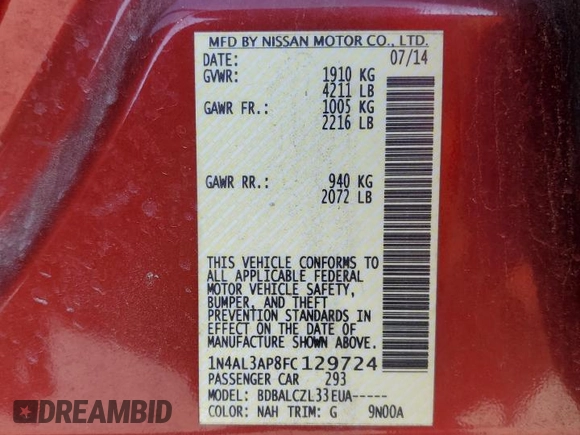 MFD BY NISSAN MOTOR CO., LTD.
DATE: 07/14
GVWR: 1910 KG
4211 LB
GAWR FR.: 1005 KG
2216 LB
GAWR RR.: 940 KG
2072 LB
THIS VEHICLE CONFORMS TO
ALL APPLICABLE FEDERAL
MOTOR VEHICLE SAFETY,
BUMPER, AND THEFT
PREVENTION STANDARDS IN
EFFECT ON THE DATE OF
MANUFACTURE SHOWN ABOVE.
1N4AL3AP8FC129724
PASSENGER CAR 293
MODEL: BDBALCZL33EUA-----
COLOR: NAH TRIM: G 9N00A
DREAMBID